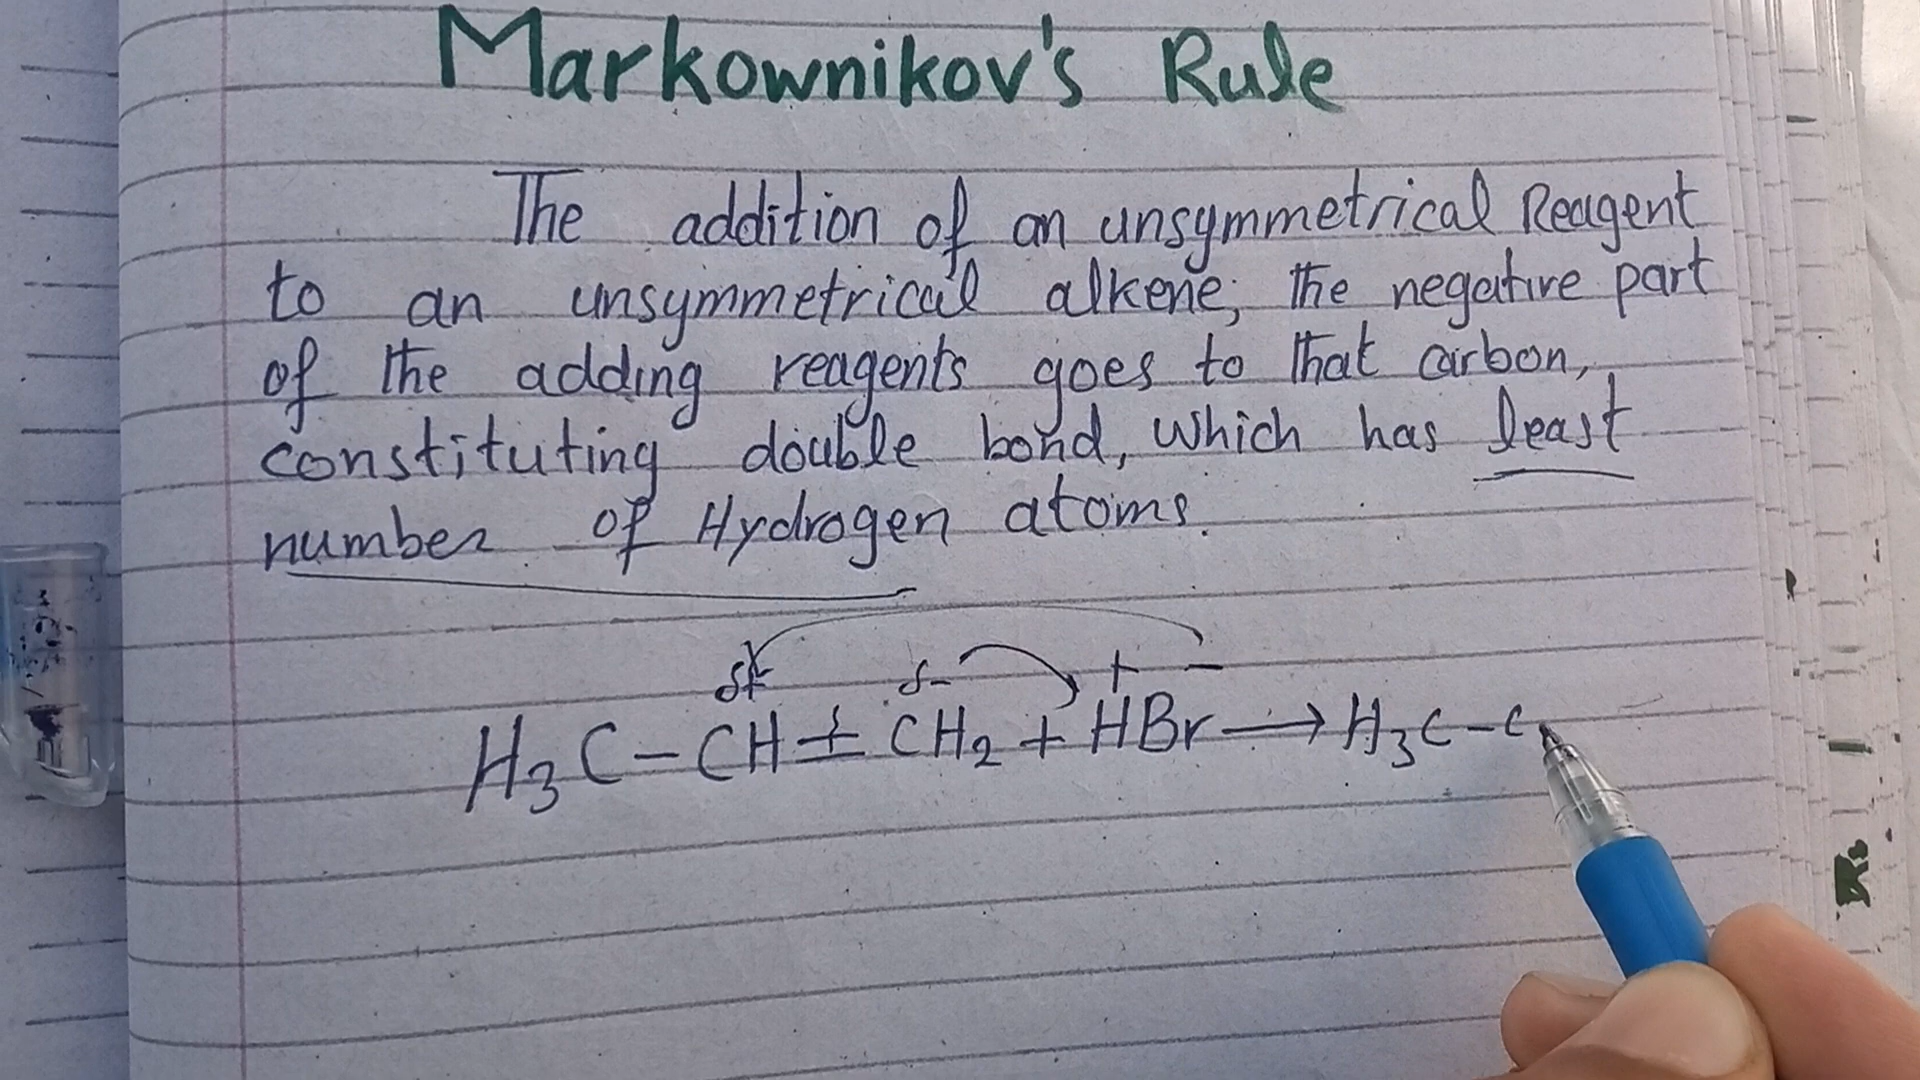 Markownikov's Rule
The addition of an unsymmetrical Reagent
to an unsymmetrical alkene; the negative part
of the adding reagents goes to that carbon,
constituting double bond, which has least
number of Hydrogen atoms.
δ+ δ- + -
H₃C-CH=CH₂ + HBr → H₃C-C